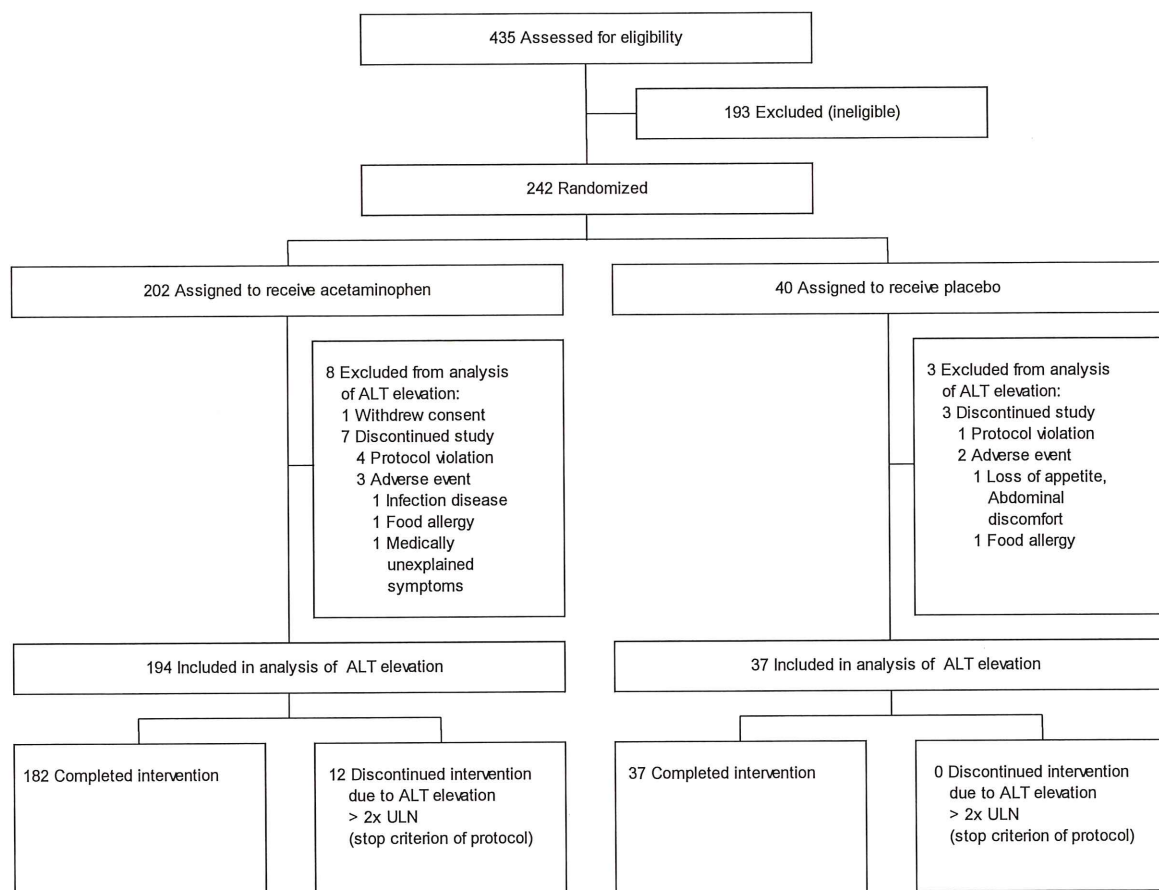 435 Assessed for eligibility
193 Excluded (ineligible)
242 Randomized
202 Assigned to receive acetaminophen
40 Assigned to receive placebo
8 Excluded from analysis
of ALT elevation:
1 Withdrew consent
7 Discontinued study
4 Protocol violation
3 Adverse event
1 Infection disease
1 Food allergy
1 Medically
unexplained
symptoms
3 Excluded from analysis
of ALT elevation:
3 Discontinued study
1 Protocol violation
2 Adverse event
1 Loss of appetite,
Abdominal
discomfort
1 Food allergy
194 Included in analysis of ALT elevation
37 Included in analysis of ALT elevation
182 Completed intervention
12 Discontinued intervention
due to ALT elevation
> 2x ULN
(stop criterion of protocol)
37 Completed intervention
0 Discontinued intervention
due to ALT elevation
> 2x ULN
(stop criterion of protocol)